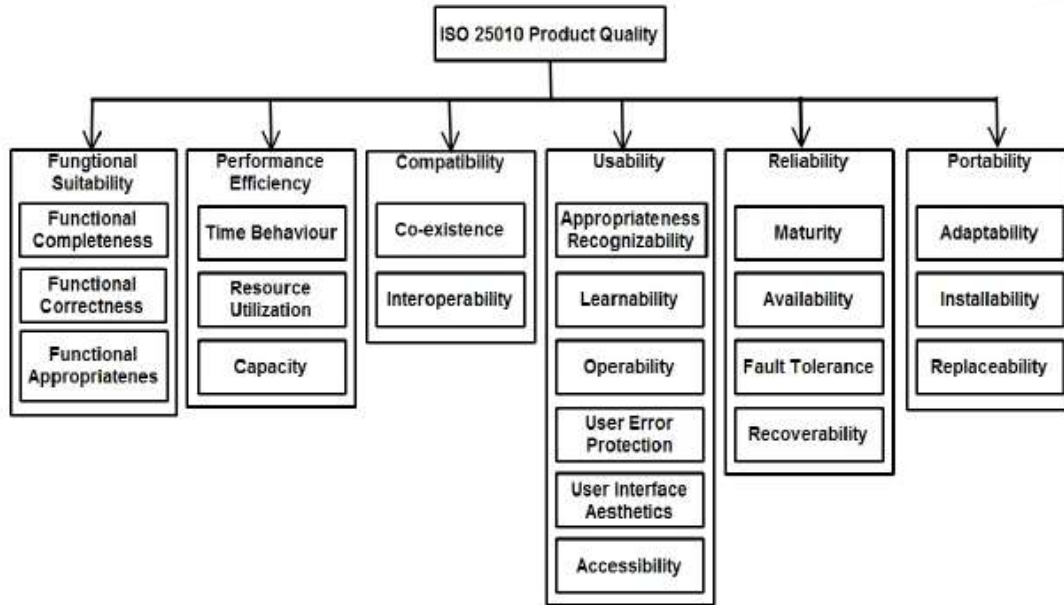 ISO 25010 Product Quality
Fungtional
Suitability
Functional
Completeness
Functional
Correctness
Functional
Appropriatenes
Performance
Efficiency
Time Behaviour
Resource
Utilization
Capacity
Compatibility
Co-existence
Interoperability
Usability
Appropriateness
Recognizability
Learnability
Operability
User Error
Protection
User Interface
Aesthetics
Accessibility
Reliability
Maturity
Availability
Fault Tolerance
Recoverability
Portability
Adaptability
Installability
Replaceability